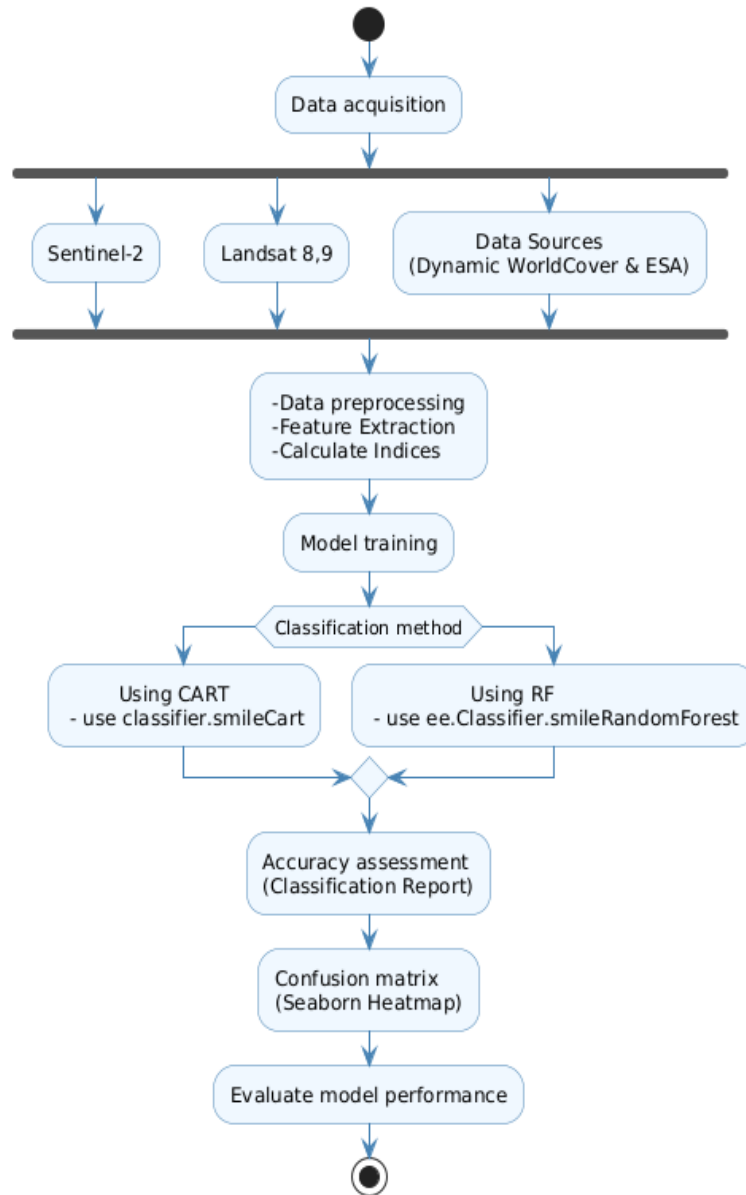 Data acquisition
Sentinel-2
Landsat 8,9
Data Sources
(Dynamic WorldCover & ESA)
-Data preprocessing
-Feature Extraction
-Calculate Indices
Model training
Classification method
Using CART
- use classifier.smileCart
Using RF
- use ee.Classifier.smileRandomForest
Accuracy assessment
(Classification Report)
Confusion matrix
(Seaborn Heatmap)
Evaluate model performance